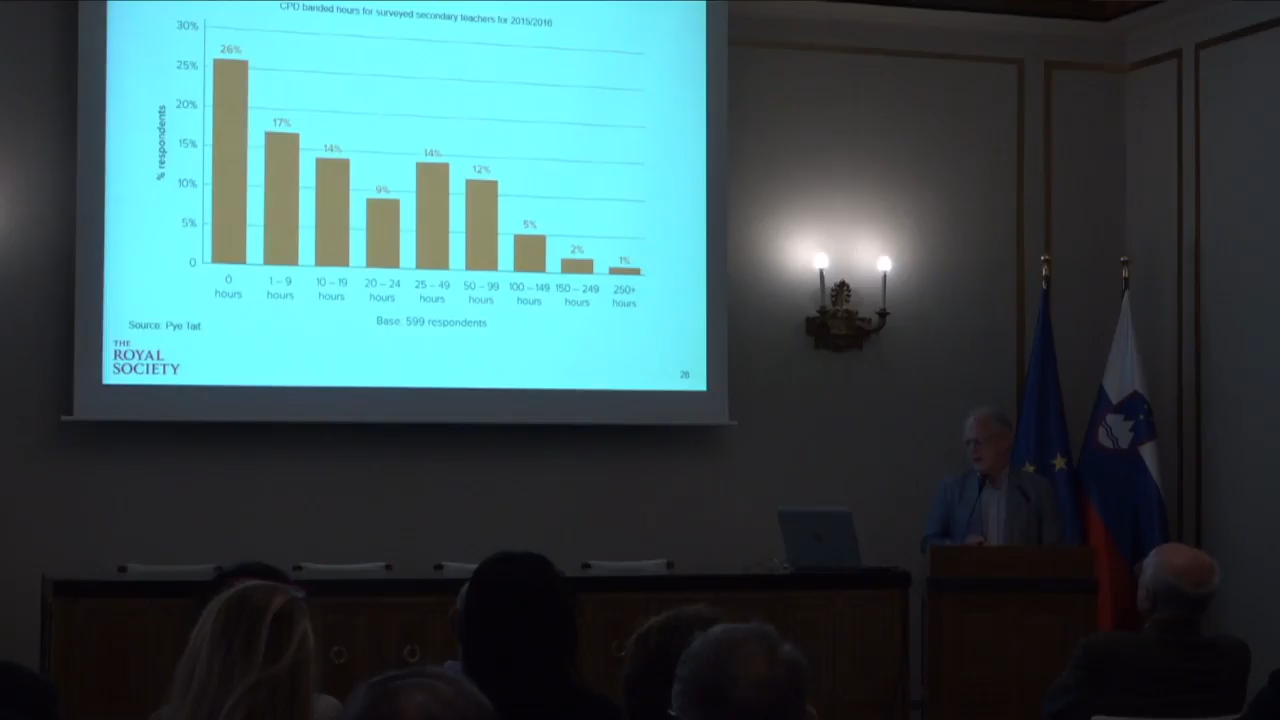 CPD banded hours for surveyed secondary teachers for 2015/2016
30%
25%
20%
15%
10%
5%
0
% respondents
26%
17%
14%
9%
14%
12%
5%
2%
1%
0 hours
1 – 9 hours
10 – 19 hours
20 – 24 hours
25 – 49 hours
50 – 99 hours
100 – 149 hours
150 – 249 hours
250+ hours
Base: 599 respondents
Source: Pye Tait
THE
ROYAL
SOCIETY
28